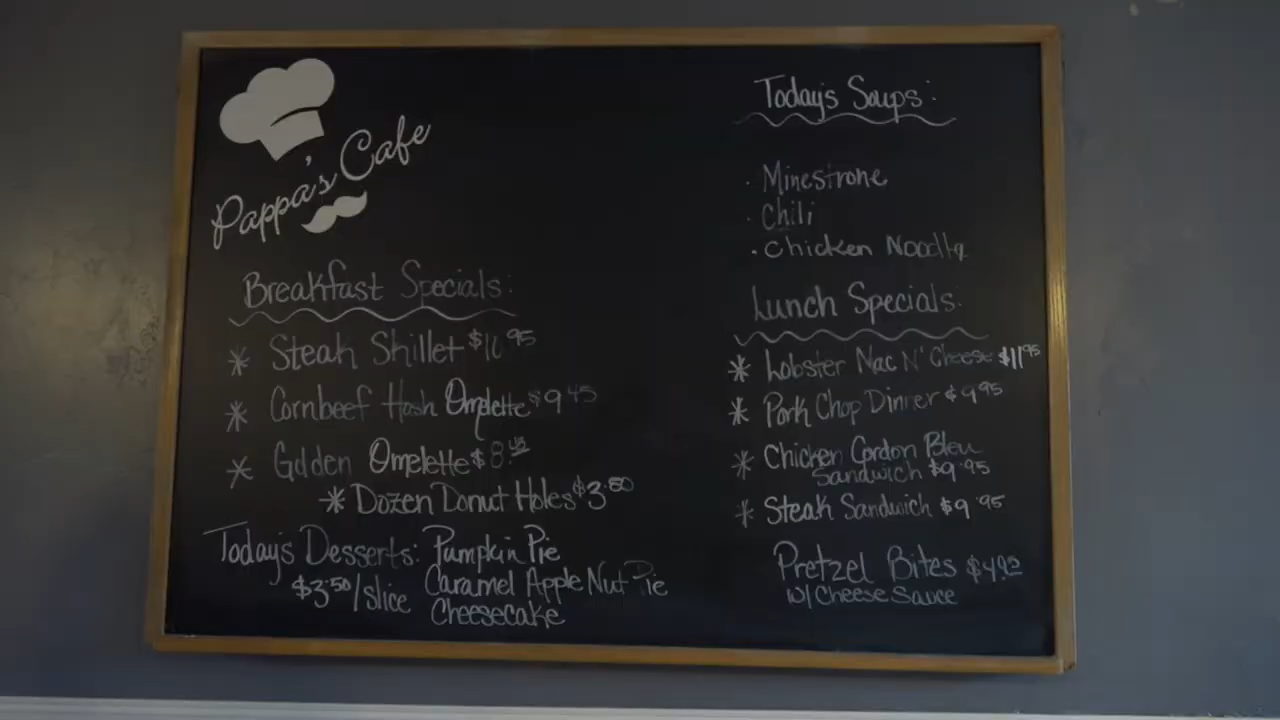 Pappa's Cafe
Breakfast Specials:
* Steak Skillet $10.95
* Cornbeef Hash Omelette $9.45
* Golden Omelette $8.45
* Dozen Donut Holes $3.50
Today's Desserts: Pumpkin Pie
$3.50/slice Caramel Apple Nut Pie
Cheesecake
Today's Soups:
· Minestrone
· Chili
· Chicken Noodle
Lunch Specials:
* Lobster Mac N' Cheese $11.95
* Pork Chop Dinner $9.95
* Chicken Cordon Bleu
Sandwich $9.95
* Steak Sandwich $9.95
Pretzel Bites $4.95
w/ Cheese Sauce